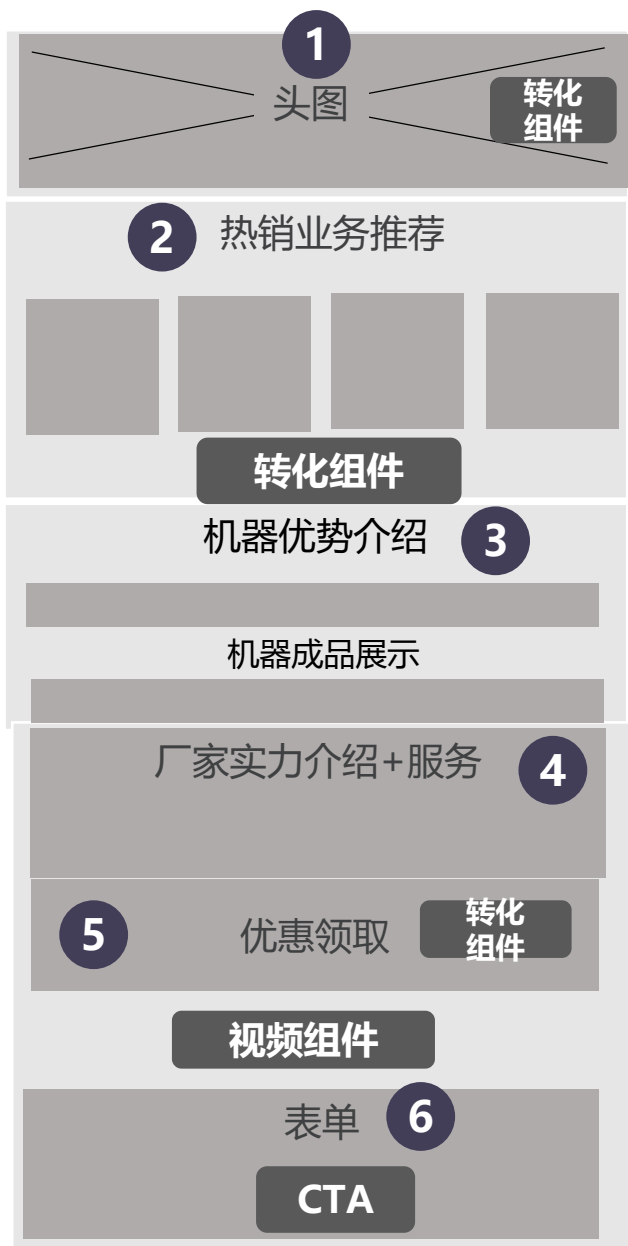 1
头图
转化
组件
2
热销业务推荐
转化组件
机器优势介绍
3
机器成品展示
厂家实力介绍+服务
4
5
优惠领取
转化
组件
视频组件
表单
6
CTA